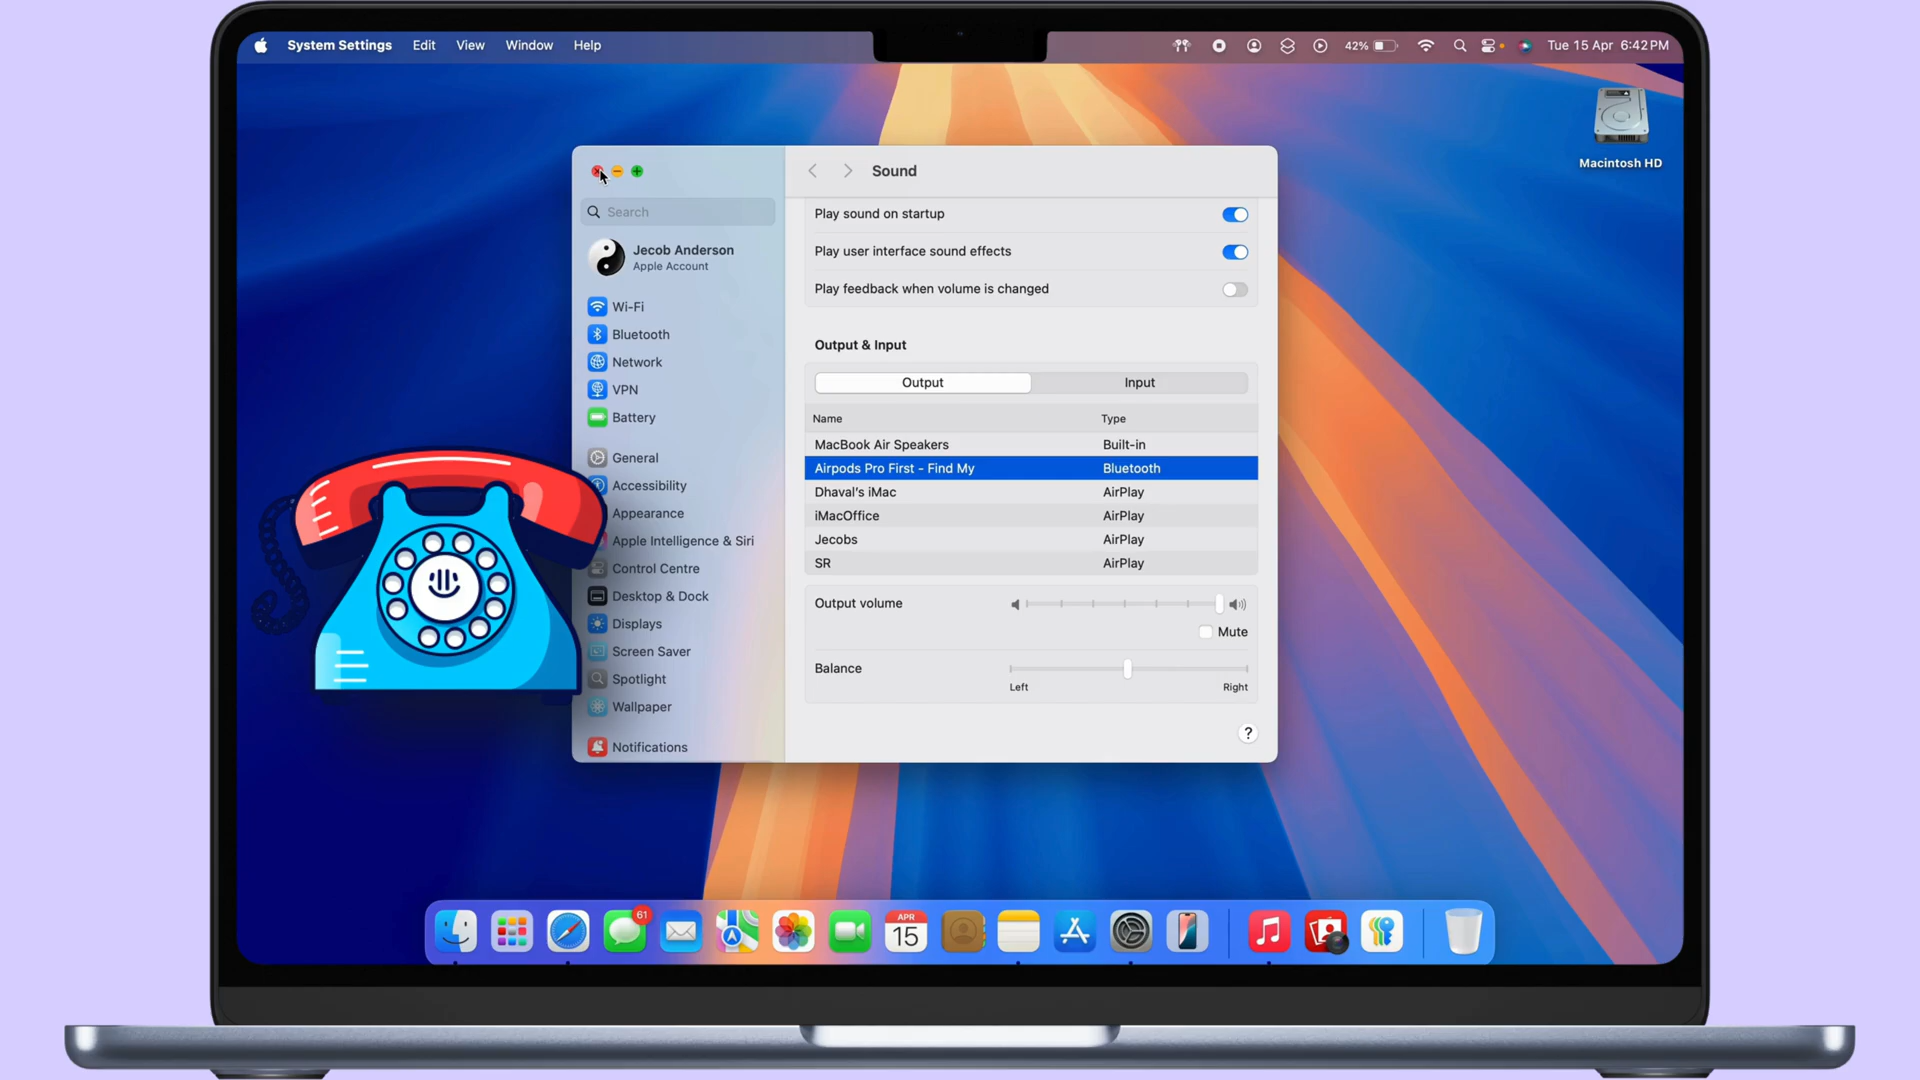 System Settings Edit View Window Help 42% Tue 15 Apr 6:42 PM
Macintosh HD
Search
Jecob Anderson
Apple Account
Wi-Fi
Bluetooth
Network
VPN
Battery
General
Accessibility
Appearance
Apple Intelligence & Siri
Control Centre
Desktop & Dock
Displays
Screen Saver
Spotlight
Wallpaper
Notifications
Sound
Play sound on startup
Play user interface sound effects
Play feedback when volume is changed
Output & Input
Output Input
Name Type
MacBook Air Speakers Built-in
Airpods Pro First - Find My Bluetooth
Dhaval's iMac AirPlay
iMacOffice AirPlay
Jecobs AirPlay
SR AirPlay
Output volume
Mute
Balance
Left Right
?
61
APR
15